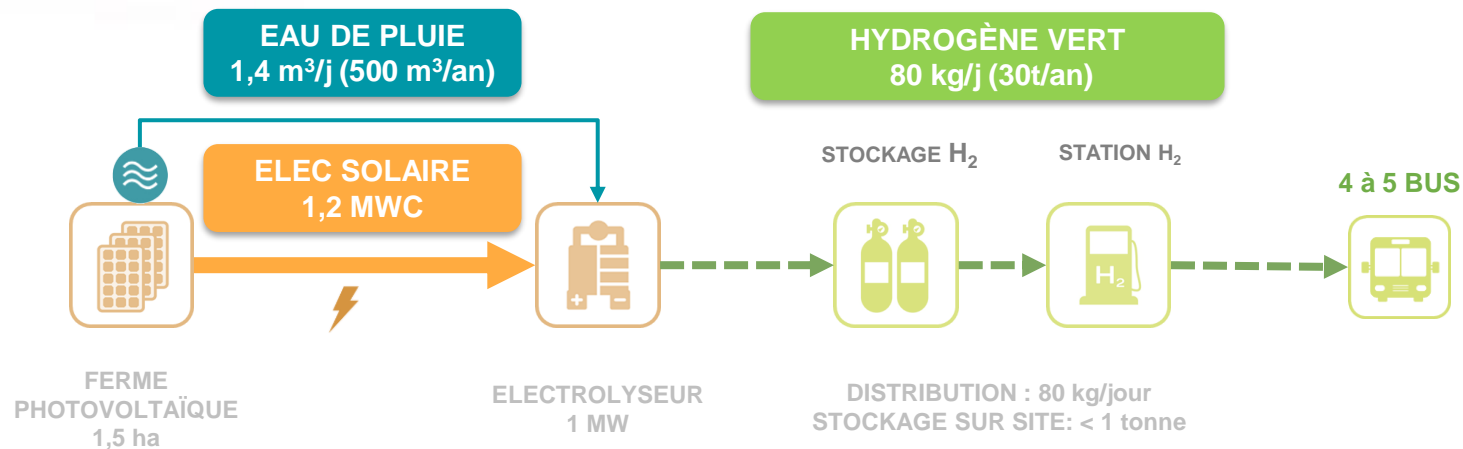 EAU DE PLUIE
1,4 m³/j (500 m³/an)
HYDROGÈNE VERT
80 kg/j (30t/an)
ELEC SOLAIRE
1,2 MWC
STOCKAGE H₂
STATION H₂
4 à 5 BUS
H₂
FERME
PHOTOVOLTAÏQUE
1,5 ha
ELECTROLYSEUR
1 MW
DISTRIBUTION : 80 kg/jour
STOCKAGE SUR SITE: < 1 tonne